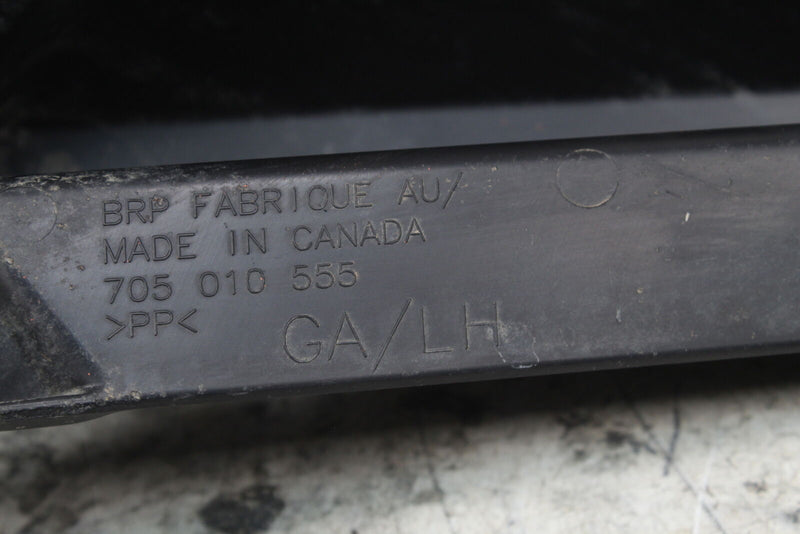 BRP FABRIQUE AU/
MADE IN CANADA
705 010 555
>PP<
GA/LH